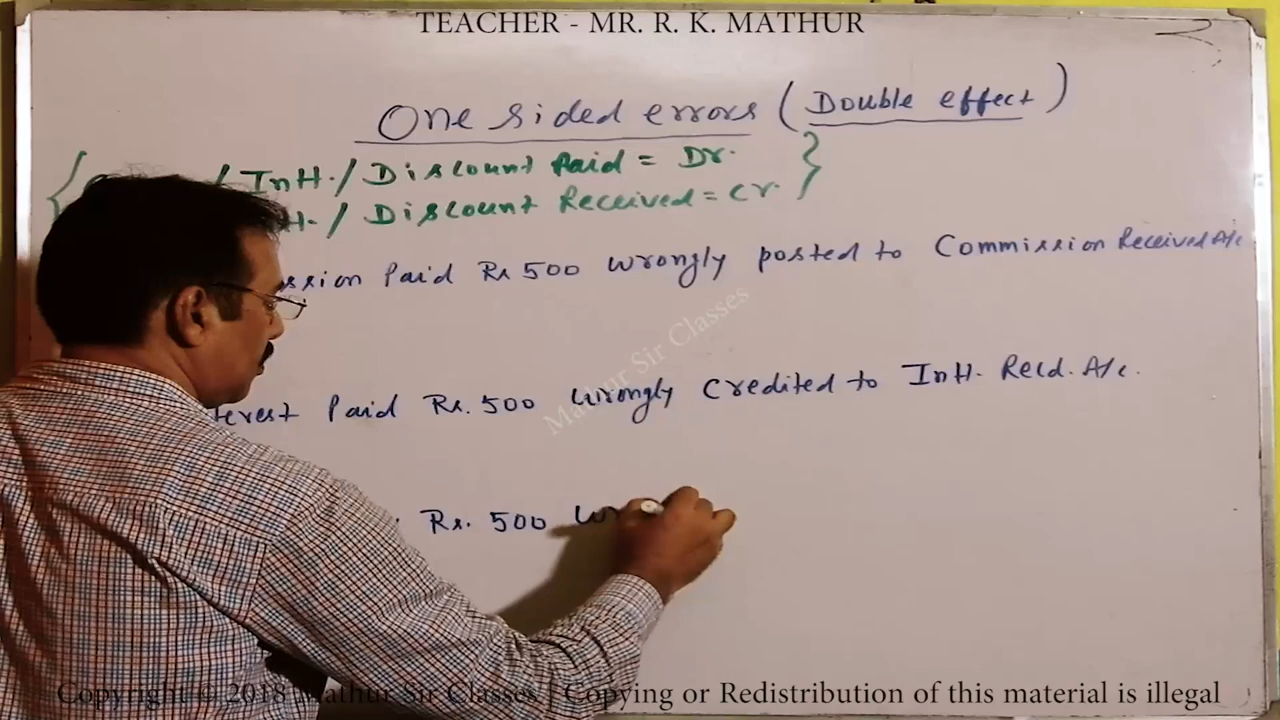 TEACHER - MR. R. K. MATHUR
One sided errors (Double effect)
/ Int./ Discount Paid = Dr.
/ Discount Received = Cr.
ssion Paid Rs 500 wrongly posted to Commission Received A/c
terest Paid Rs. 500 wrongly Credited to Int. Recd. A/c.
Rs. 500
Mathur Sir Classes
Copyright © 2018 Mathur Sir Classes | Copying or Redistribution of this material is illegal